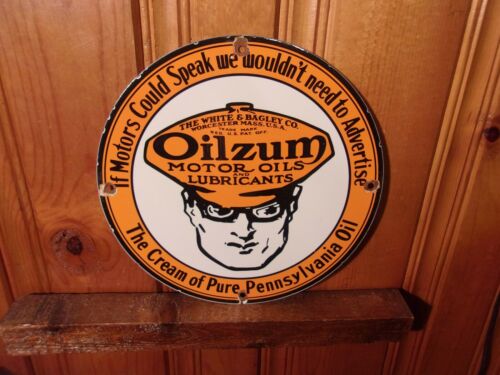 If Motors Could Speak we wouldn't need to Advertise
THE WHITE & BAGLEY CO.
WORCESTER MASS. U.S.A.
TRADE MARK
REG. U.S. PAT. OFF.
Oilzum
MOTOR OILS
AND
LUBRICANTS
The Cream of Pure Pennsylvania Oil